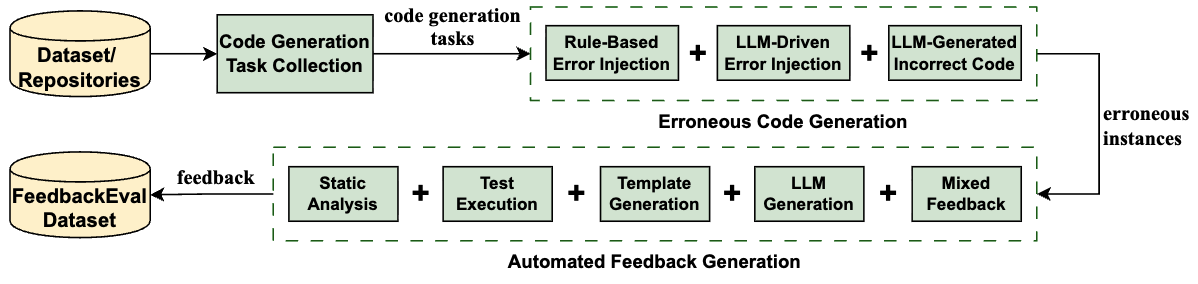 Dataset/
Repositories
Code Generation
Task Collection
code generation
tasks
Rule-Based
Error Injection
+
LLM-Driven
Error Injection
+
LLM-Generated
Incorrect Code
Erroneous Code Generation
erroneous
instances
FeedbackEval
Dataset
feedback
Static
Analysis
+
Test
Execution
+
Template
Generation
+
LLM
Generation
+
Mixed
Feedback
Automated Feedback Generation